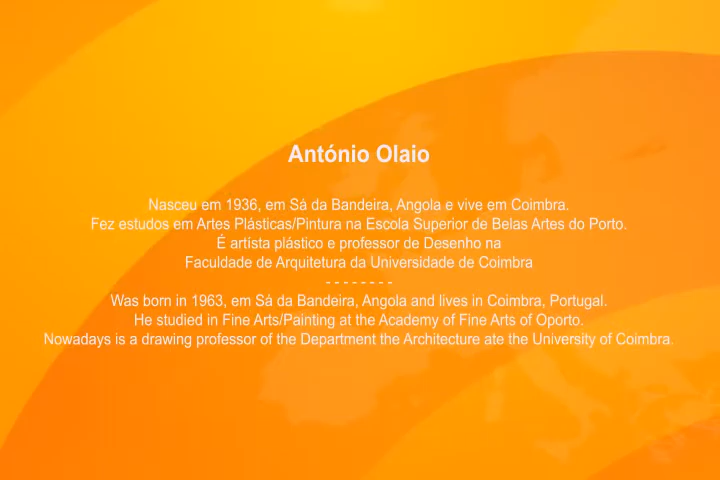 António Olaio
Nasceu em 1936, em Sá da Bandeira, Angola e vive em Coimbra.
Fez estudos em Artes Plásticas/Pintura na Escola Superior de Belas Artes do Porto.
É artista plástico e professor de Desenho na
Faculdade de Arquitetura da Universidade de Coimbra
- - - - - - - -
Was born in 1963, em Sá da Bandeira, Angola and lives in Coimbra, Portugal.
He studied in Fine Arts/Painting at the Academy of Fine Arts of Oporto.
Nowadays is a drawing professor of the Department the Architecture ate the University of Coimbra.